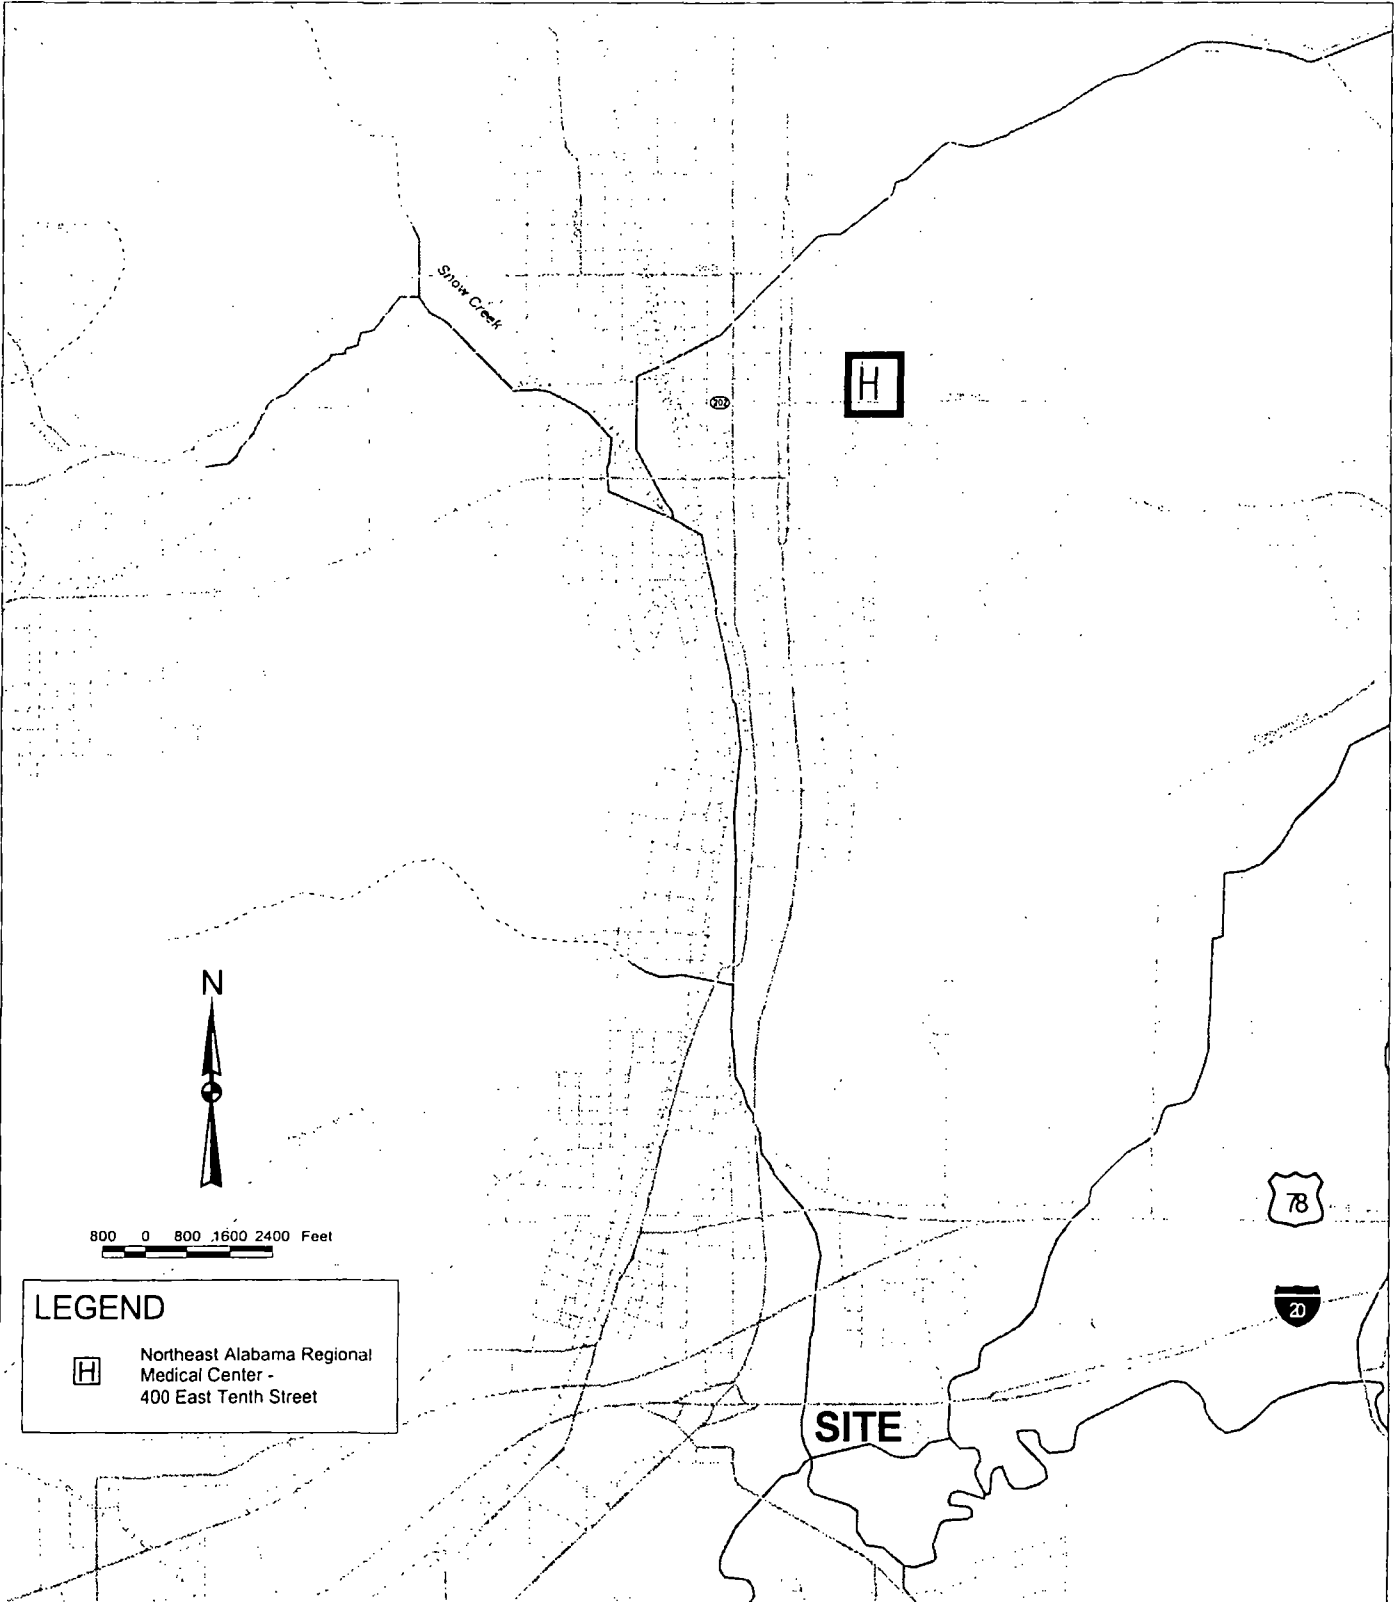 Snow Creek
H
202
N
78
800 0 800 1600 2400 Feet
20
LEGEND
H
Northeast Alabama Regional
Medical Center -
400 East Tenth Street
SITE